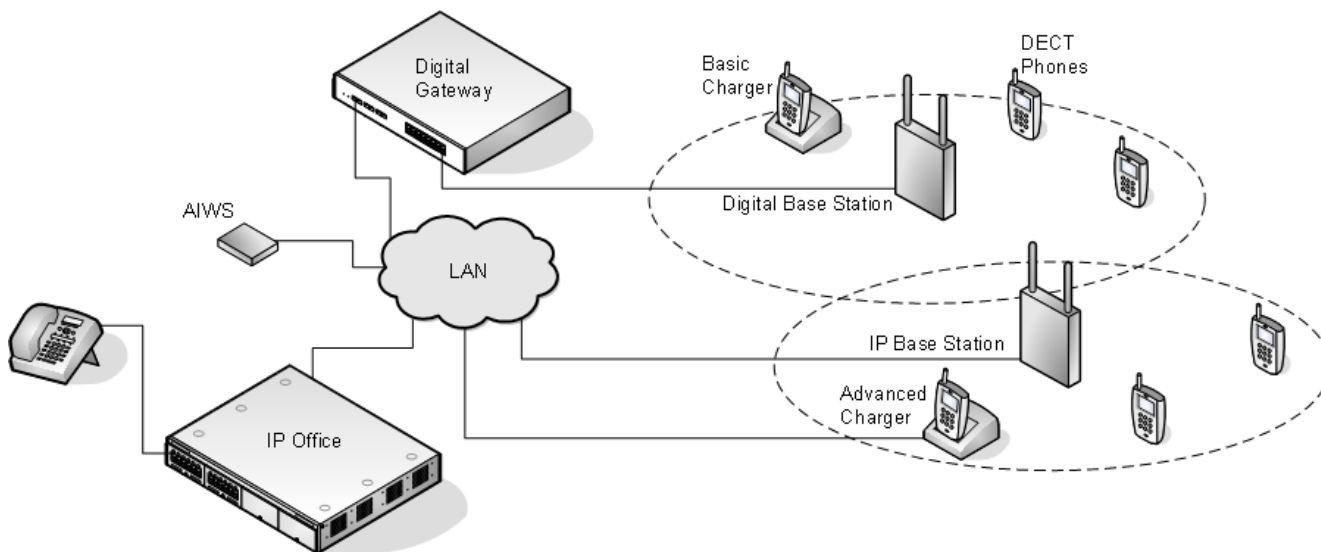 Digital
Gateway
Basic
Charger
DECT
Phones
Digital Base Station
AIWS
LAN
IP Base Station
Advanced
Charger
IP Office